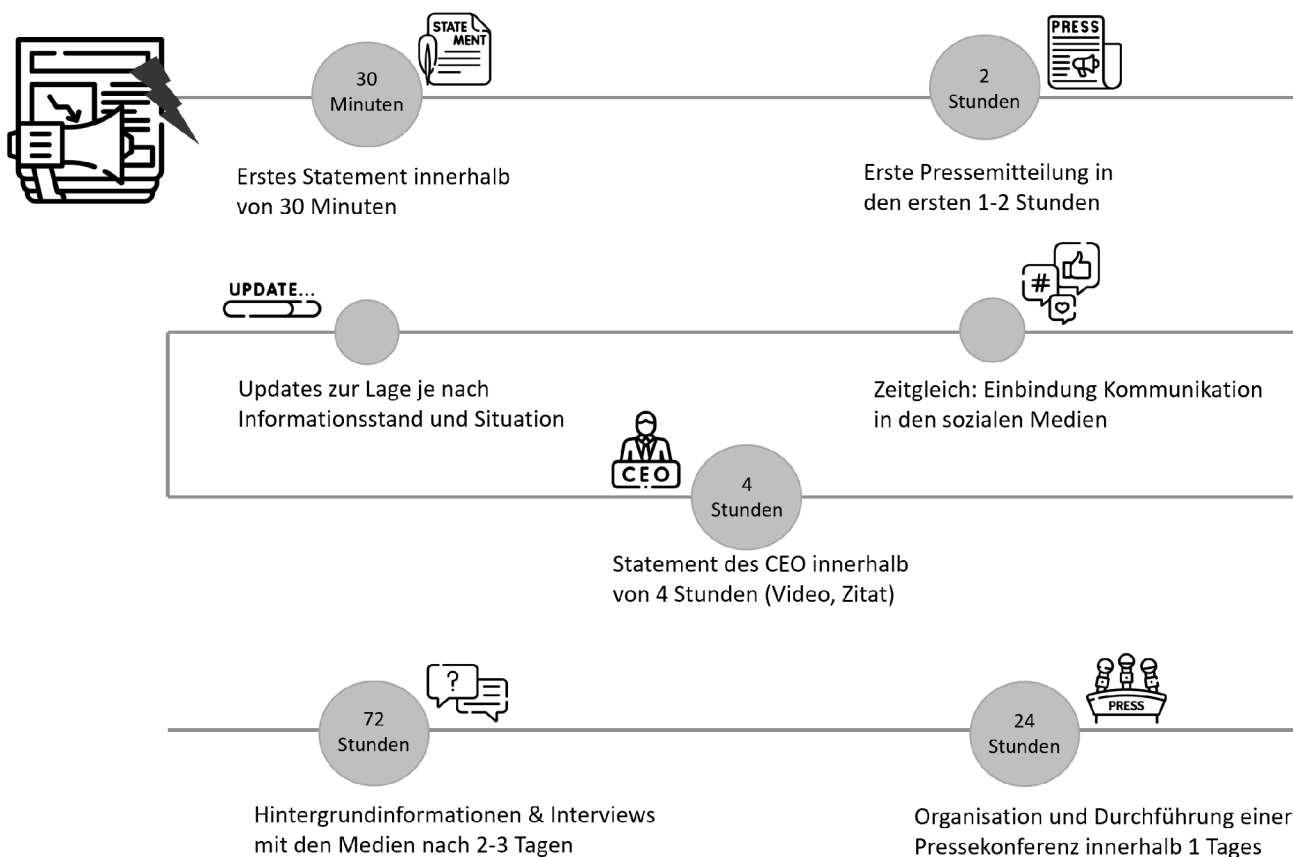 STATE
MENT
30
Minuten
Erstes Statement innerhalb
von 30 Minuten
PRESS
2
Stunden
Erste Pressemitteilung in
den ersten 1-2 Stunden
Zeitgleich: Einbindung Kommunikation
in den sozialen Medien
#
UPDATE...
Updates zur Lage je nach
Informationsstand und Situation
CEO
4
Stunden
Statement des CEO innerhalb
von 4 Stunden (Video, Zitat)
PRESS
24
Stunden
Organisation und Durchführung einer
Pressekonferenz innerhalb 1 Tages
?
72
Stunden
Hintergrundinformationen & Interviews
mit den Medien nach 2-3 Tagen